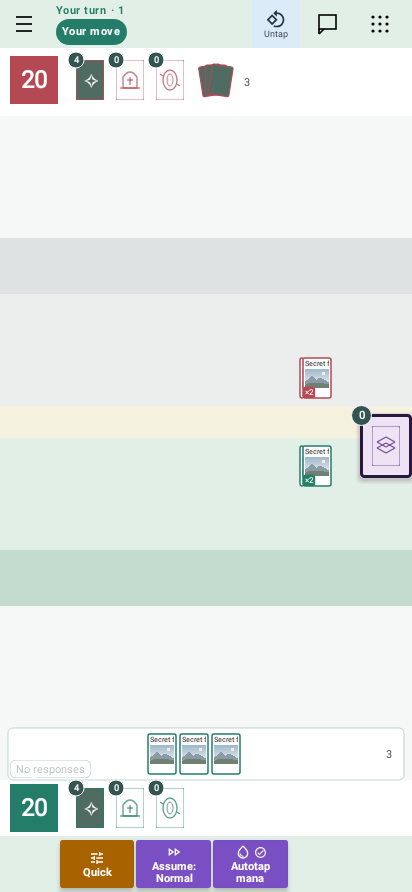 Your turn · 1
Your move
Untap
20
4
0
0
3
Secret f
×2
0
Secret f
×2
Secret f
Secret f
Secret f
3
No responses
20
4
0
0
Quick
Assume:
Normal
Autotap
mana